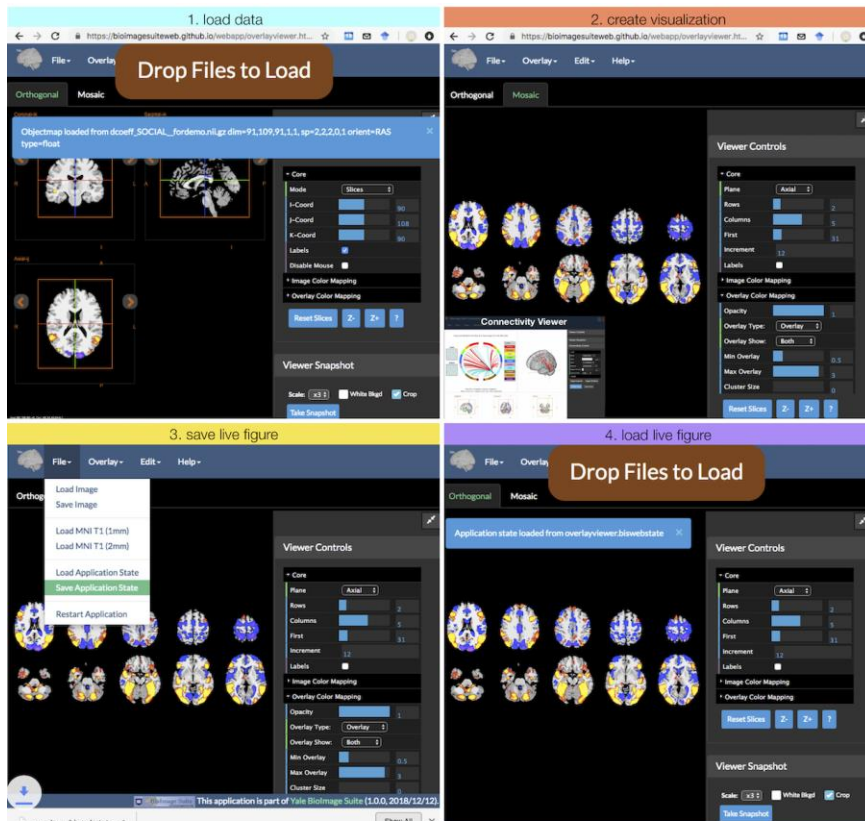 1. load data
https://bioimagesuiteweb.github.io/webapp/overlayviewer.ht...
File
Overlay
Drop Files to Load
Orthogonal
Mosaic
Objectmap loaded from dcoeff_SOCIAL_fordemo.nii.gz dim=91,109,91,1,1, sp=2,2,2,0,1 orient=RAS
type=float
Core
Mode Slices
I-Coord 90
J-Coord 108
K-Coord 90
Labels
Disable Mouse
Image Color Mapping
Overlay Color Mapping
Reset Slices Z- Z+ ?
Viewer Snapshot
Scale: x3 White Bkgd Crop
Take Snapshot
2. create visualization
https://bioimagesuiteweb.github.io/webapp/overlayviewer.ht...
File Overlay Edit Help
Orthogonal Mosaic
Viewer Controls
Core
Plane Axial
Rows 2
Columns 5
First 31
Increment 12
Labels
Image Color Mapping
Overlay Color Mapping
Opacity 1
Overlay Type: Overlay
Overlay Show: Both
Min Overlay 0.5
Max Overlay 3
Cluster Size 0
Reset Slices Z- Z+ ?
Connectivity Viewer
3. save live figure
File Overlay Edit Help
Load Image
Save Image
Load MNI T1 (1mm)
Load MNI T1 (2mm)
Load Application State
Save Application State
Restart Application
Viewer Controls
Core
Plane Axial
Rows 2
Columns 5
First 31
Increment 12
Labels
Image Color Mapping
Overlay Color Mapping
Opacity 1
Overlay Type: Overlay
Overlay Show: Both
Min Overlay 0.5
Max Overlay 3
Cluster Size
This application is part of Yale BioImage Suite (1.0.0, 2018/12/12).
4. load live figure
File
Drop Files to Load
Orthogonal Mosaic
Application state loaded from overlayviewer.biswebstate
Viewer Controls
Core
Plane Axial
Rows 2
Columns 5
First 31
Increment 12
Labels
Image Color Mapping
Overlay Color Mapping
Reset Slices Z- Z+ ?
Viewer Snapshot
Scale: x3 White Bkgd Crop
Take Snapshot